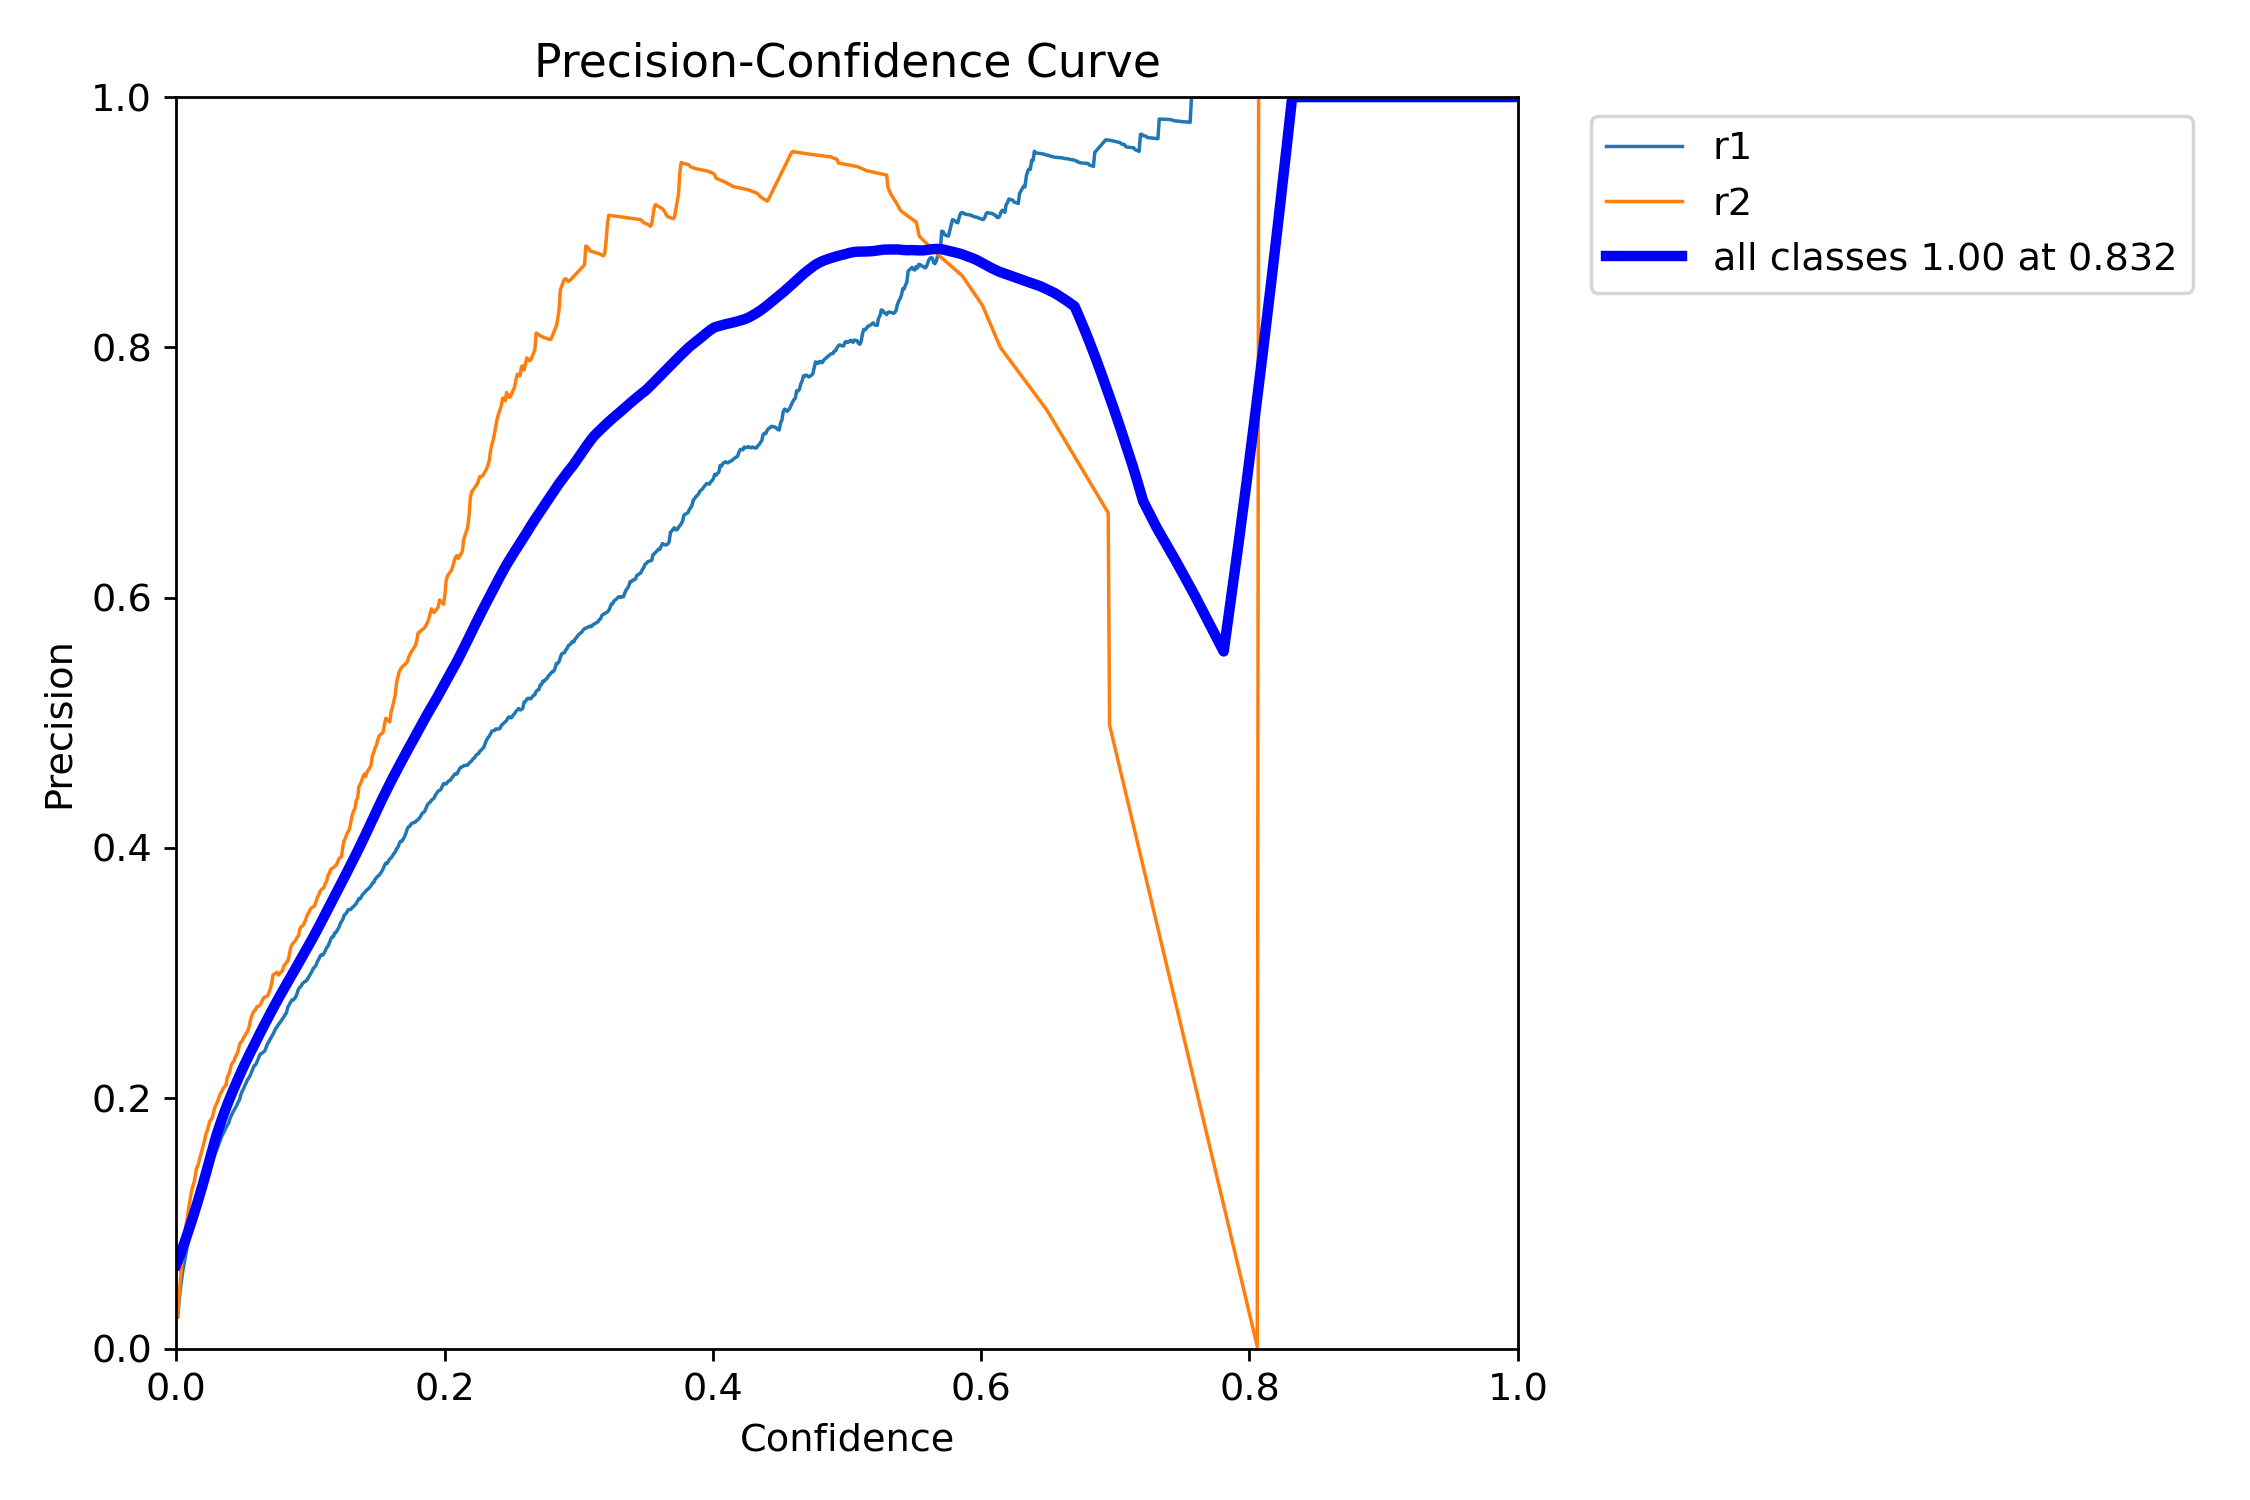 Precision-Confidence Curve
1.0
0.8
0.6
0.4
0.2
0.0
Precision
0.0 0.2 0.4 0.6 0.8 1.0
Confidence
r1
r2
all classes 1.00 at 0.832